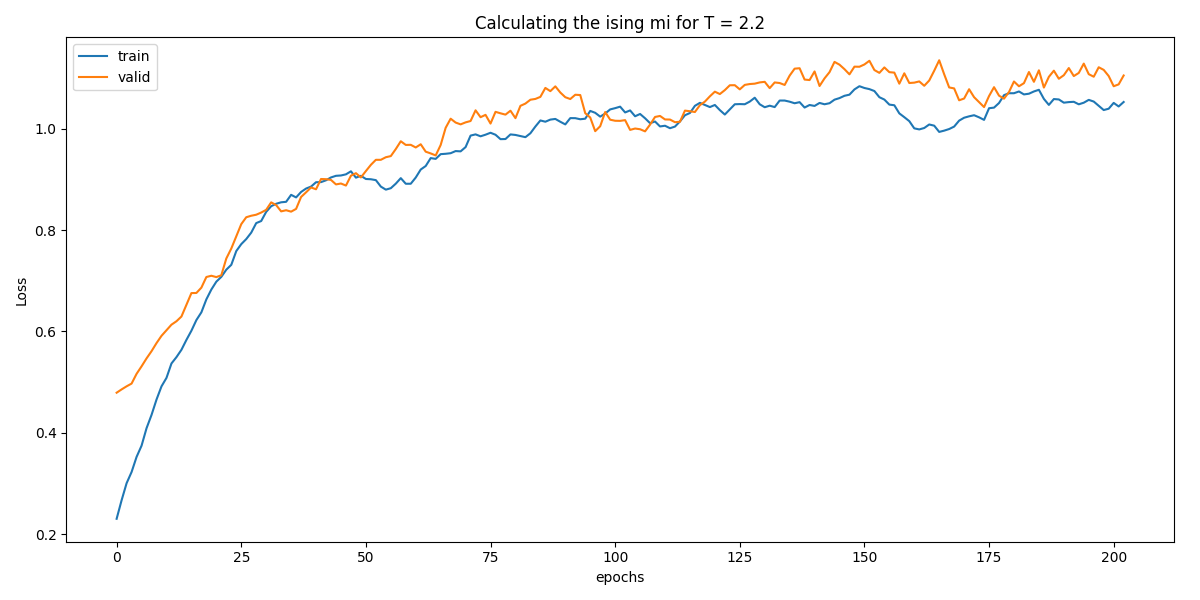 Calculating the ising mi for T = 2.2
train
valid
Loss
1.0
0.8
0.6
0.4
0.2
0 25 50 75 100 125 150 175 200
epochs